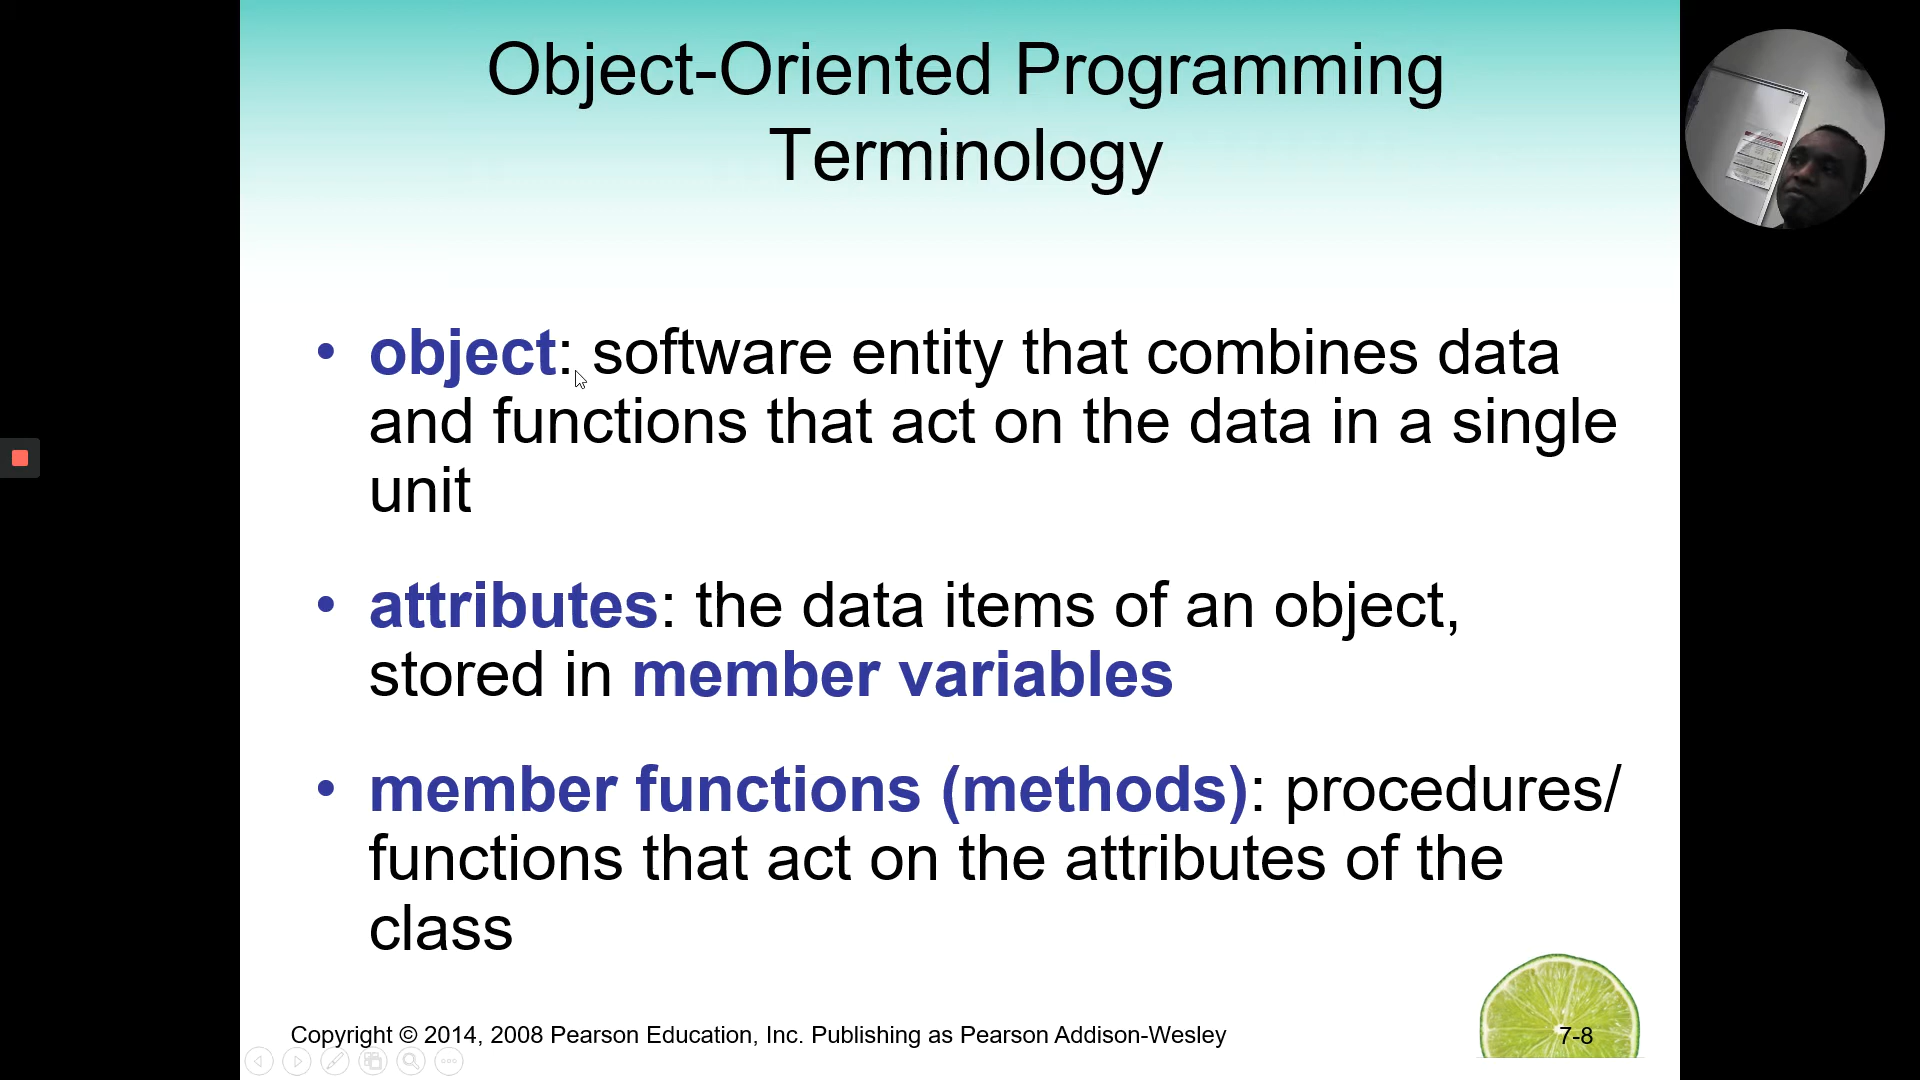 Object-Oriented Programming
Terminology
• object: software entity that combines data
and functions that act on the data in a single
unit
• attributes: the data items of an object,
stored in member variables
• member functions (methods): procedures/
functions that act on the attributes of the
class
Copyright © 2014, 2008 Pearson Education, Inc. Publishing as Pearson Addison-Wesley
7-8